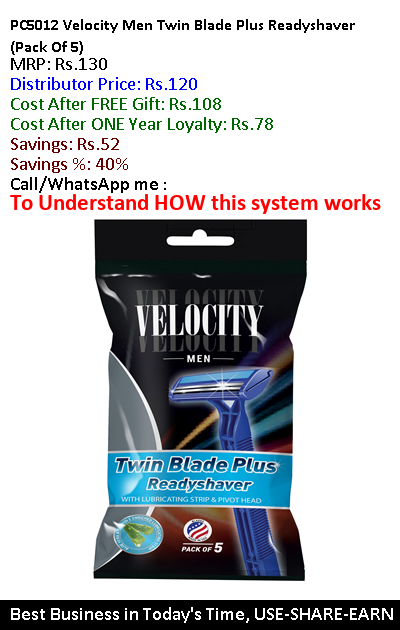 PC5012 Velocity Men Twin Blade Plus Readyshaver
(Pack Of 5)
MRP: Rs.130
Distributor Price: Rs.120
Cost After FREE Gift: Rs.108
Cost After ONE Year Loyalty: Rs.78
Savings: Rs.52
Savings %: 40%
Call/WhatsApp me :
To Understand HOW this system works
VELOCITY
VELOCITY
VELOCITY
MEN
Twin Blade Plus
Readyshaver
WITH LUBRICATING STRIP & PIVOT HEAD
PACK OF 5
Best Business in Today's Time, USE-SHARE-EARN